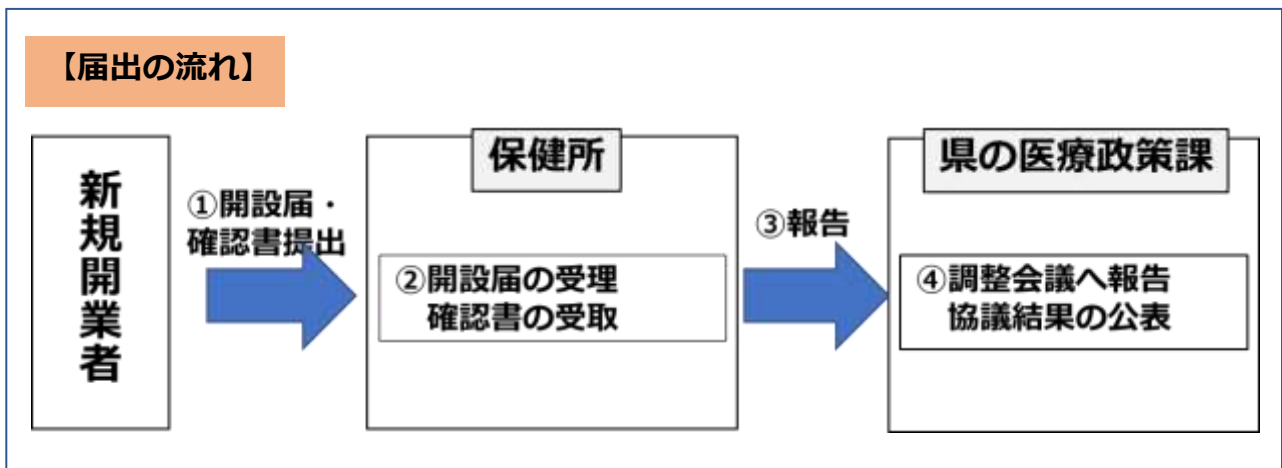 【届出の流れ】
新規開業者
①開設届・
確認書提出
保健所
②開設届の受理
確認書の受取
③報告
県の医療政策課
④調整会議へ報告
協議結果の公表